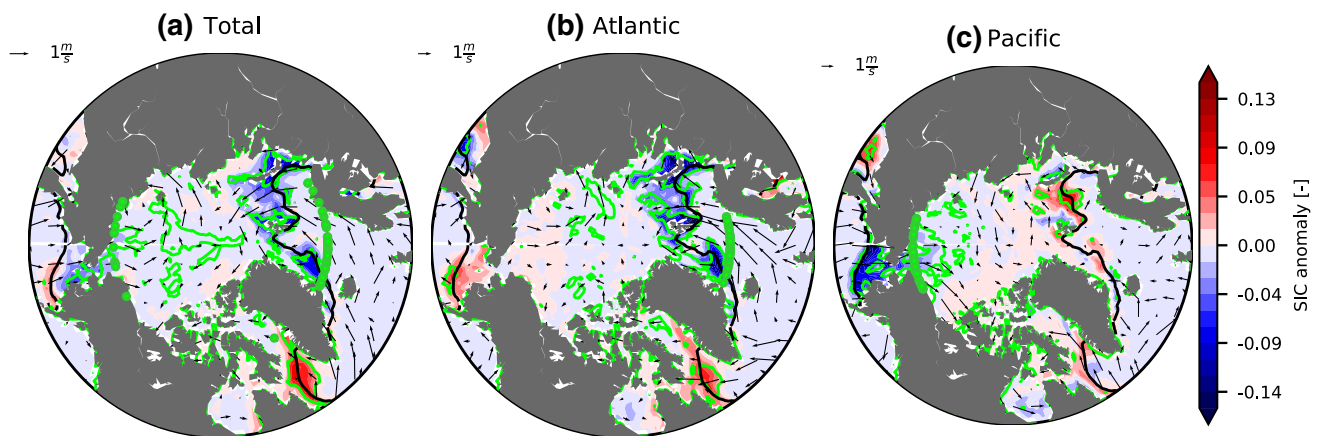 (a) Total
(b) Atlantic
(c) Pacific
1 m/s
1 m/s
1 m/s
0.13
0.09
0.05
0.00
-0.04
-0.09
-0.14
SIC anomaly [-]